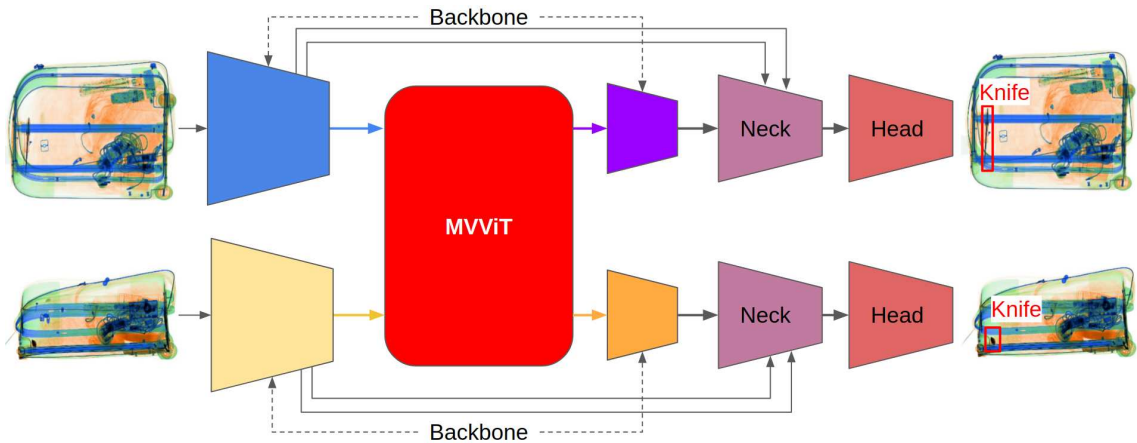 Backbone
Knife
Neck
Head
MVViT
Knife
Neck
Head
Backbone